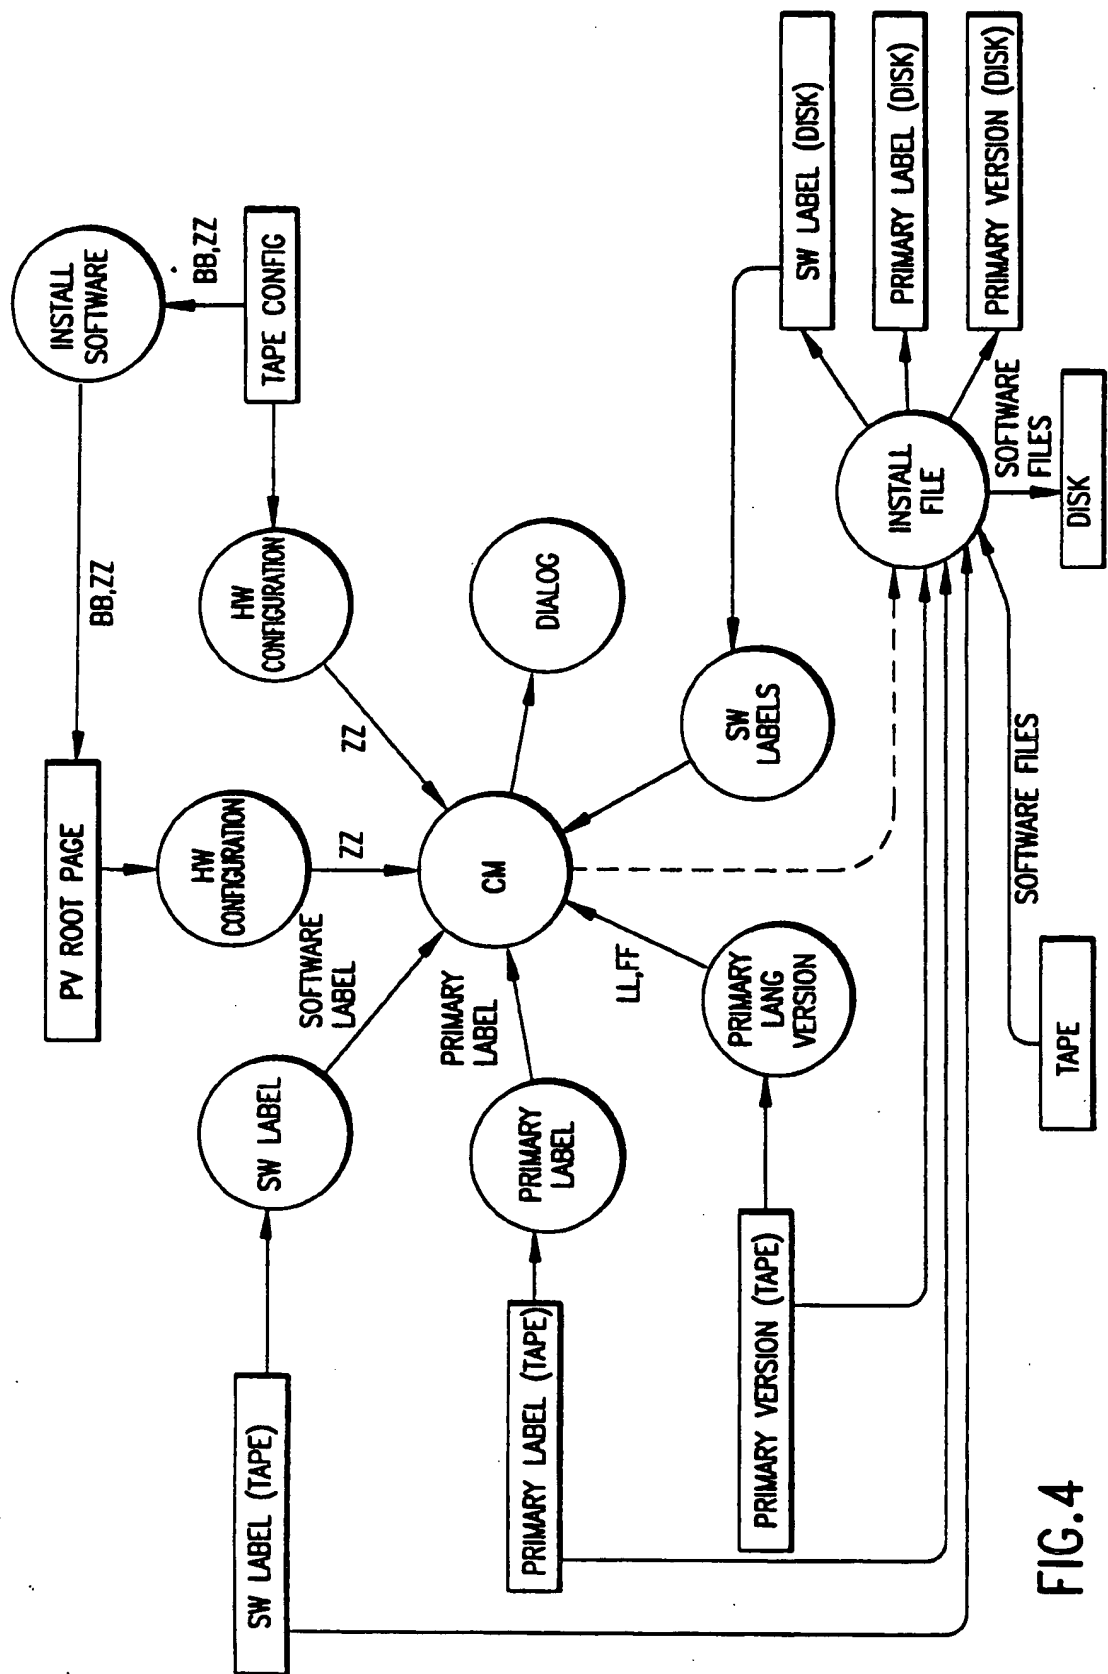 INSTALL
SOFTWARE
BB,ZZ
BB,ZZ
TAPE CONFIG
PV ROOT PAGE
HW
CONFIGURATION
HW
CONFIGURATION
ZZ
ZZ
SW LABEL
SOFTWARE
LABEL
SW LABEL (TAPE)
CM
DIALOG
PRIMARY
LABEL
PRIMARY
LABEL
PRIMARY LABEL (TAPE)
LL,FF
PRIMARY
LANG
VERSION
PRIMARY VERSION (TAPE)
SW
LABELS
SW LABEL (DISK)
PRIMARY LABEL (DISK)
PRIMARY VERSION (DISK)
INSTALL
FILE
SOFTWARE
FILES
DISK
SOFTWARE FILES
TAPE
FIG.4